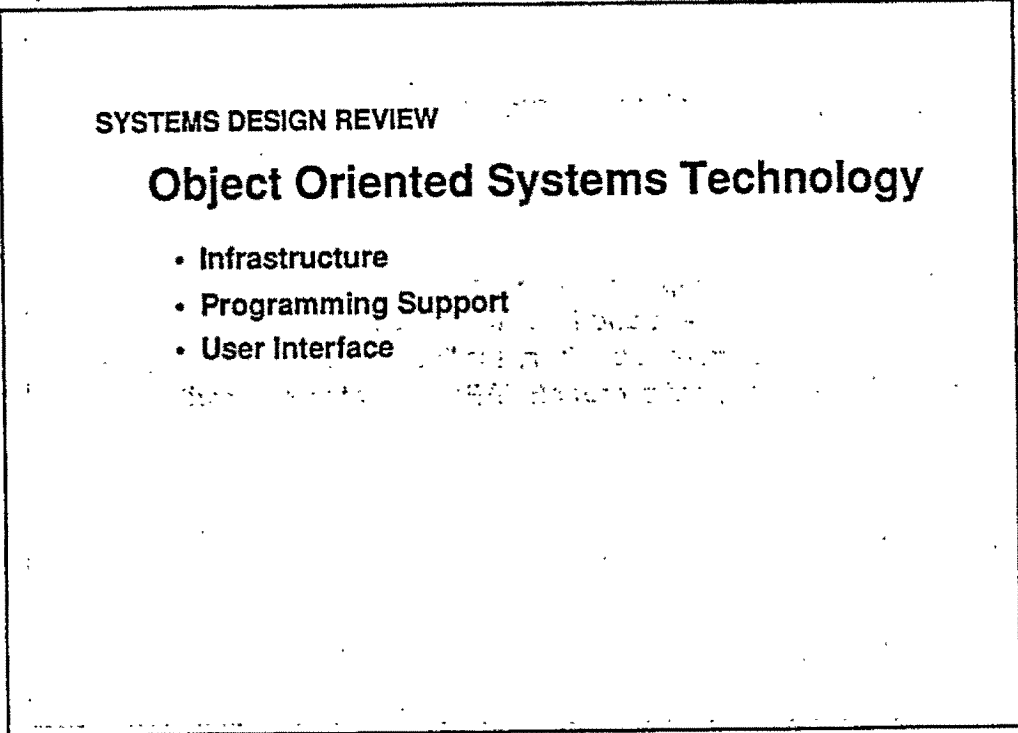 SYSTEMS DESIGN REVIEW
Object Oriented Systems Technology
• Infrastructure
• Programming Support
• User Interface